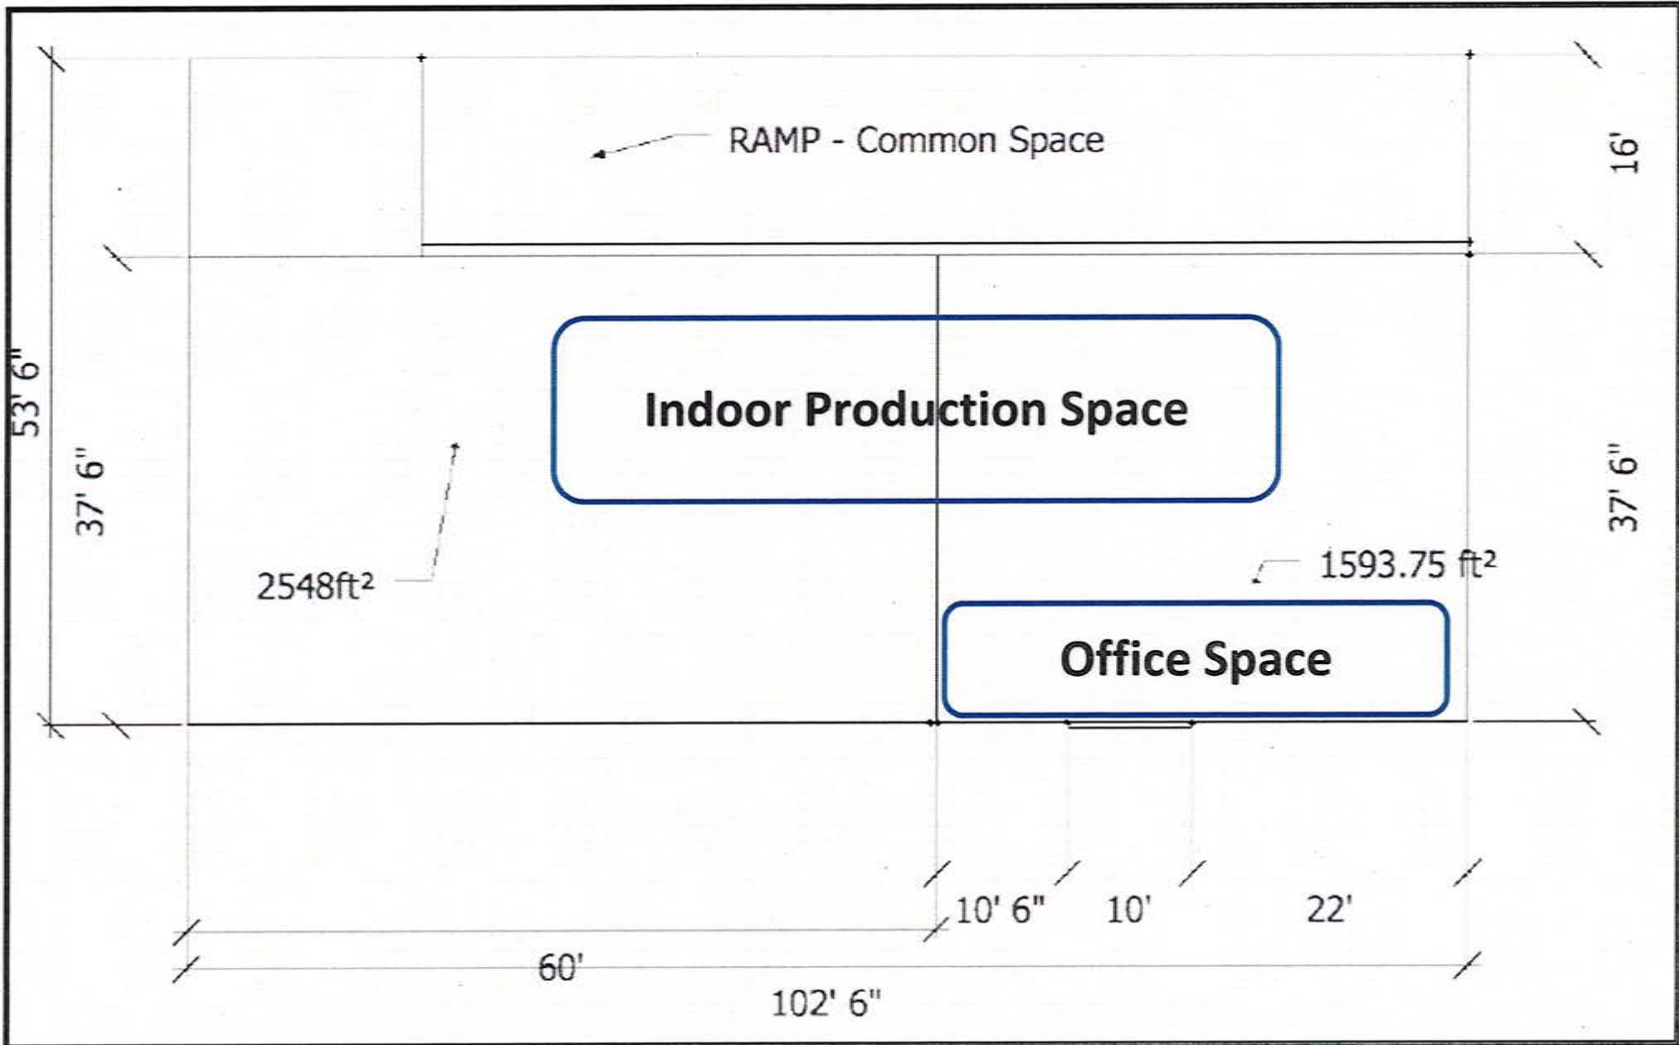 RAMP - Common Space
16'
53' 6"
37' 6"
Indoor Production Space
37' 6"
2548ft²
1593.75 ft²
Office Space
10' 6"
10'
22'
60'
102' 6"